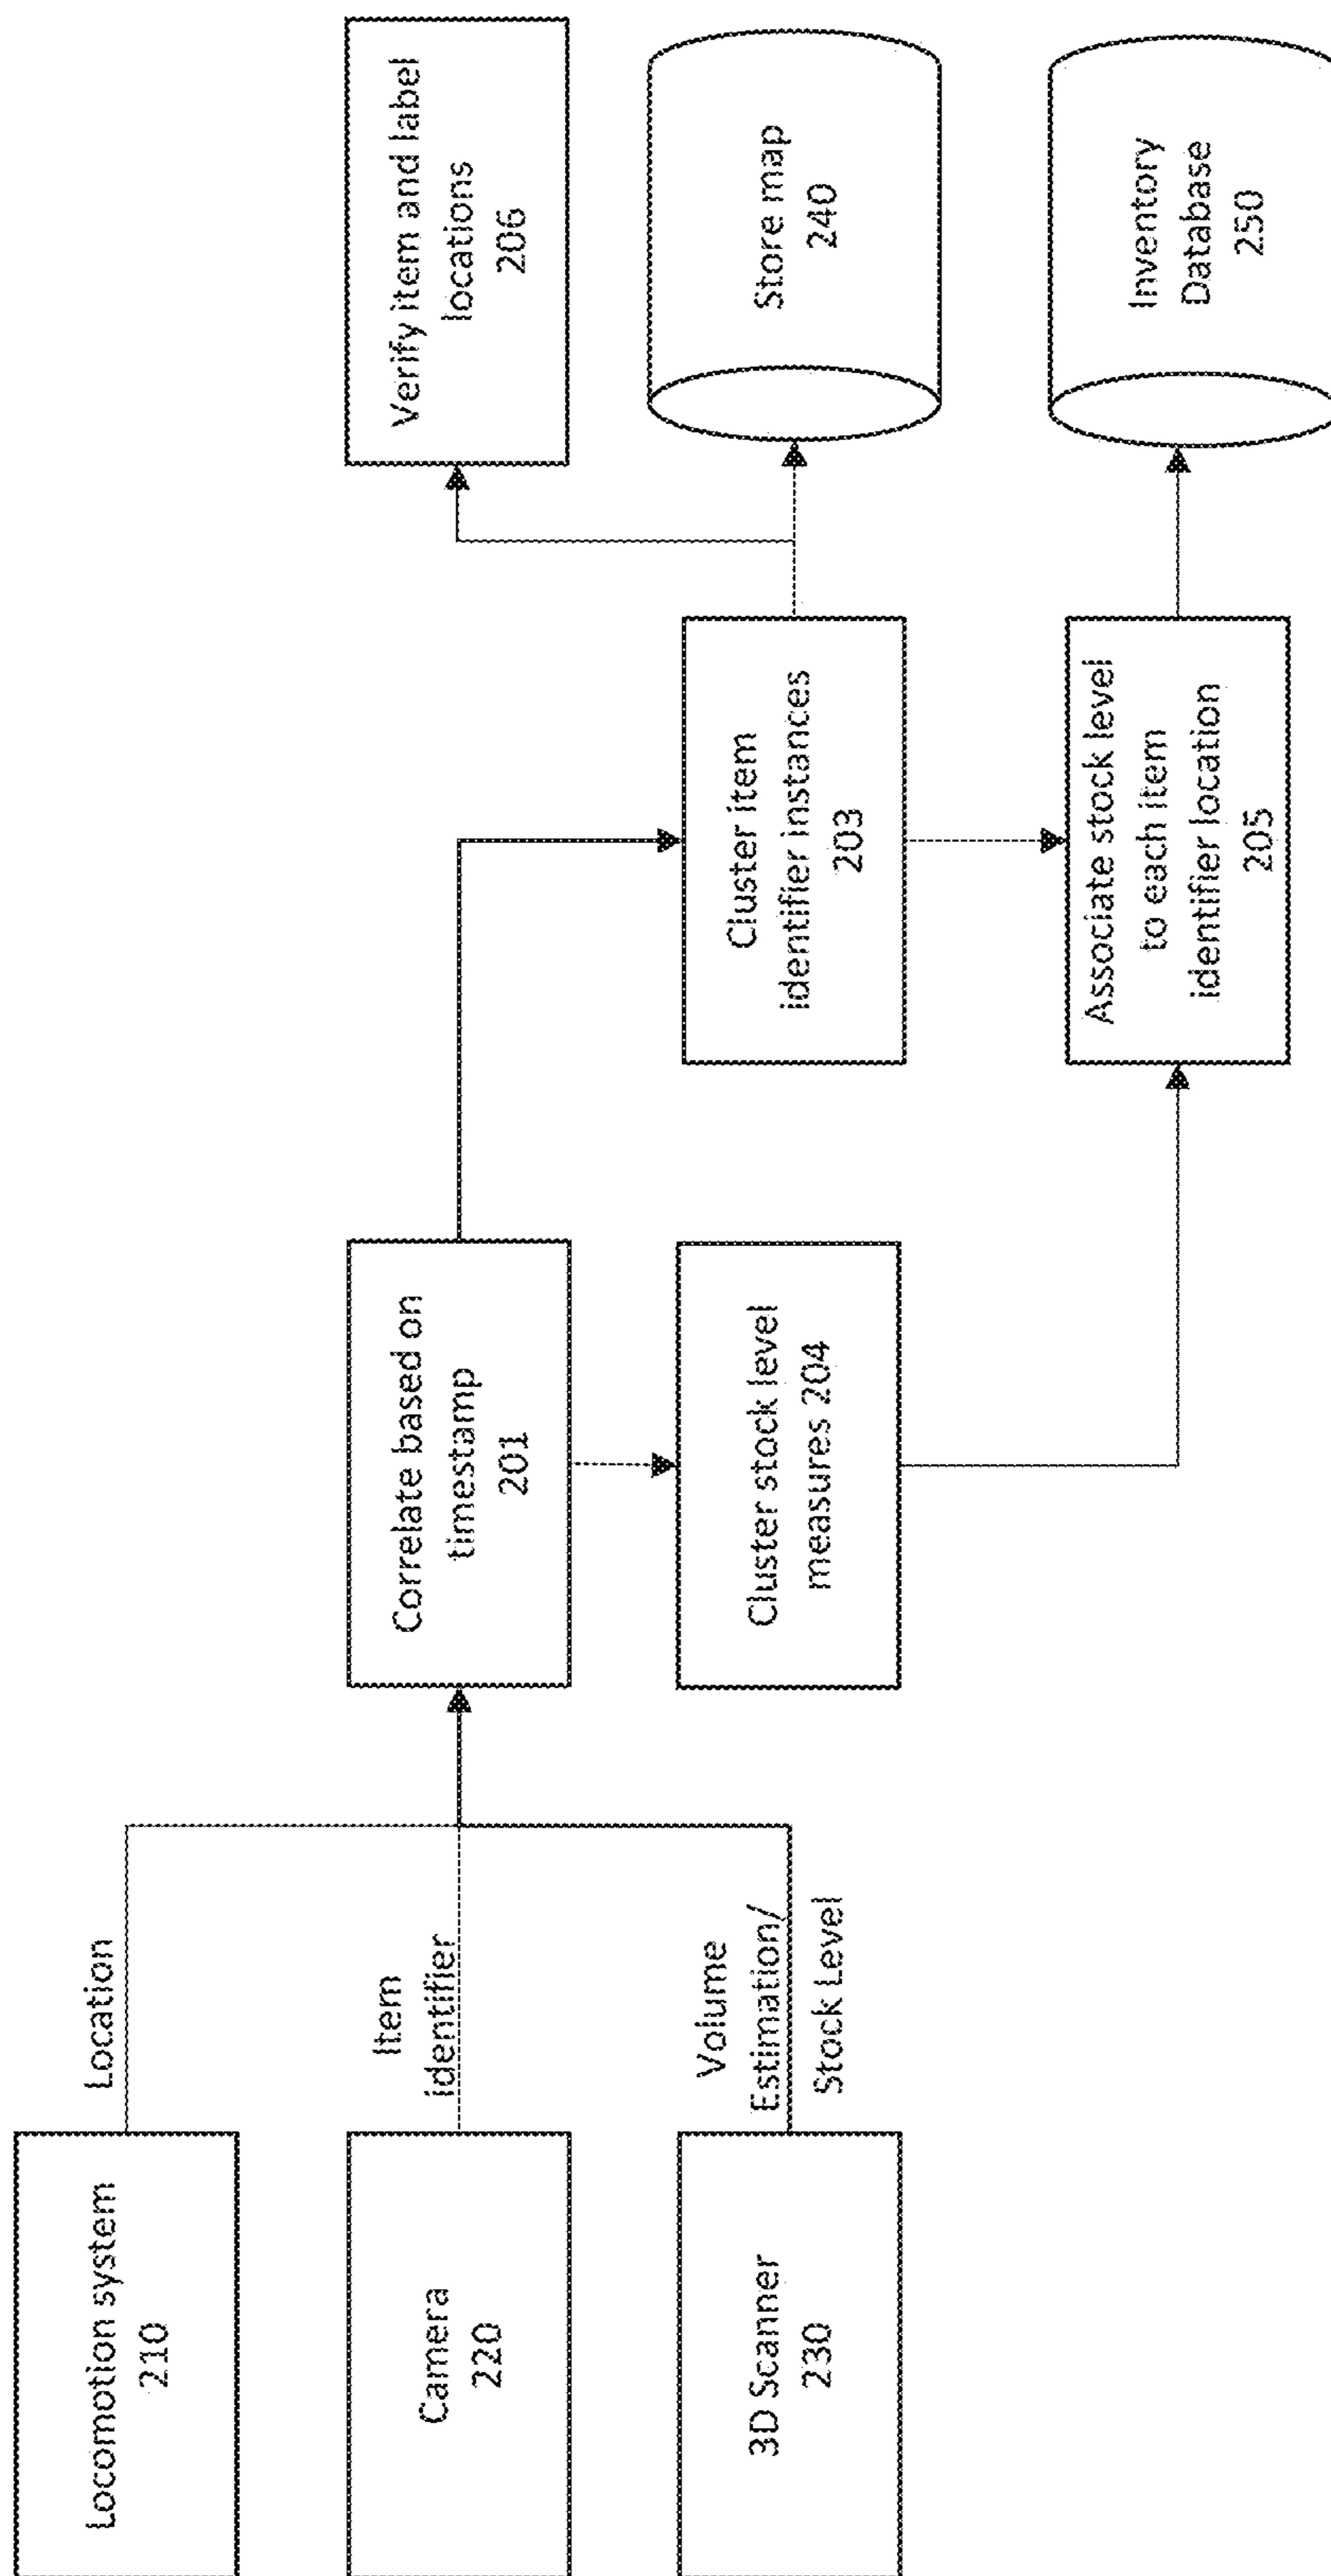 Locomotion system
210
Location
Camera
220
Item
identifier
3D Scanner
230
Volume
Estimation/
Stock Level
Correlate based on
timestamp
201
Cluster stock level
measures 204
Cluster item
identifier instances
203
Associate stock level
to each item
identifier location
205
Verify item and label
locations
206
Store map
240
Inventory
Database
250